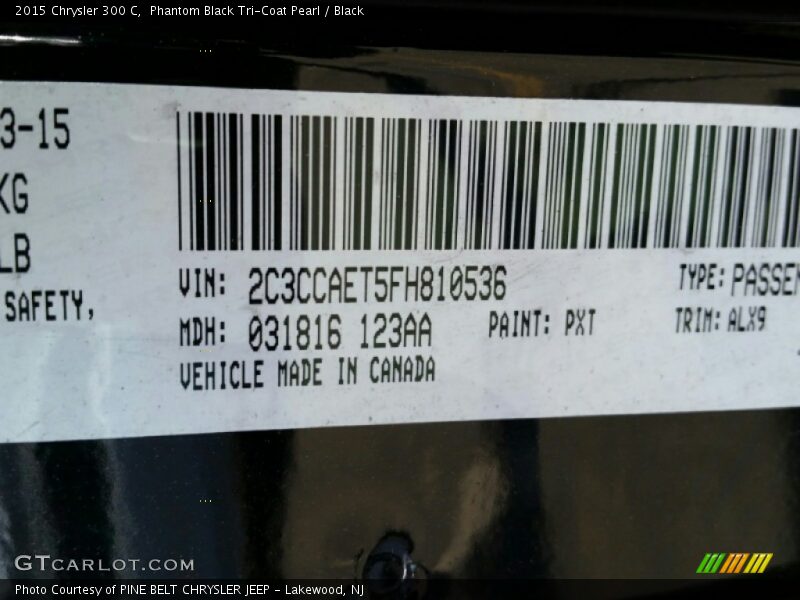 2015 Chrysler 300 C, Phantom Black Tri-Coat Pearl / Black
3-15
KG
LB
SAFETY,
VIN: 2C3CCAET5FH810536
TYPE: PASSEN
MDH: 031816 123AA
PAINT: PXT
TRIM: ALX9
VEHICLE MADE IN CANADA
GTCARLOT.COM
Photo Courtesy of PINE BELT CHRYSLER JEEP - Lakewood, NJ